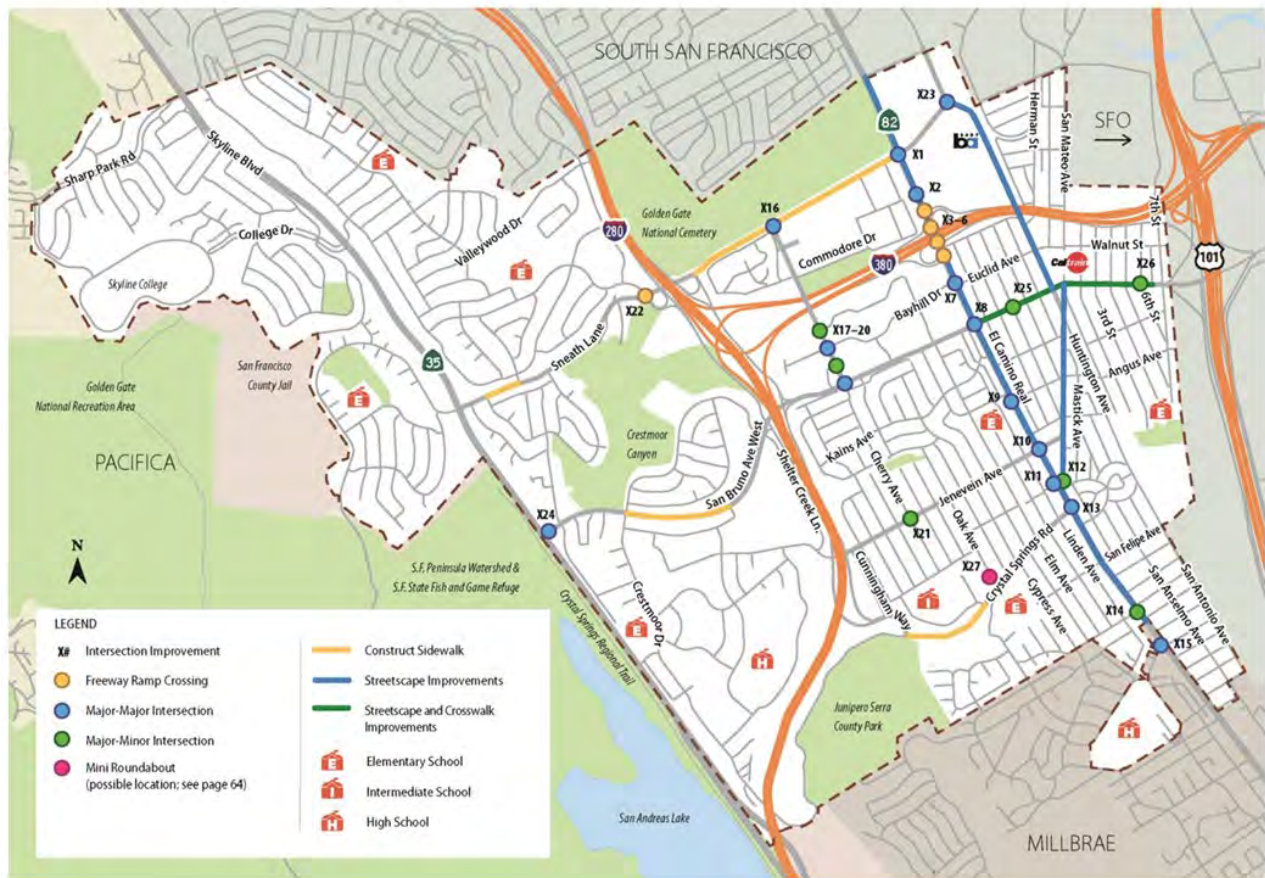 SOUTH SAN FRANCISCO
SFO
82
X23
Herman St
San Mateo Ave
7th St
Sharp Park Rd
Skyline Blvd
E
X1
X2
X3-6
X16
Golden Gate
National Cemetery
280
Valleywood Dr
College Dr
Skyline College
E
Commodore Dr
380
Walnut St
101
X26
6th St
Euclid Ave
Bayhill Dr
X7
X8
X25
3rd St
X22
X17-20
Sneath Lane
35
San Francisco
County Jail
Golden Gate
National Recreation Area
E
PACIFICA
Crestmoor
Canyon
San Bruno Ave West
Shelter Creek Ln.
El Camino Real
Huntington Ave
Angus Ave
Mastick Ave
X9
E
E
X10
X11
X12
X13
Kains Ave
Cherry Ave
Jenevein Ave
X21
Oak Ave
X24
X27
Crystal Springs Rd
Linden Ave
San Felipe Ave
Elm Ave
Cypress Ave
San Anselmo Ave
San Antonio Ave
X14
X15
I
E
Cunningham Way
N
S.F. Peninsula Watershed &
S.F. State Fish and Game Refuge
Crystal Springs Regional Trail
Crestmoor Dr
E
H
Junipero Serra
County Park
H
San Andreas Lake
MILLBRAE
LEGEND
X# Intersection Improvement
Freeway Ramp Crossing
Major-Major Intersection
Major-Minor Intersection
Mini Roundabout
(possible location; see page 64)
Construct Sidewalk
Streetscape Improvements
Streetscape and Crosswalk
Improvements
E Elementary School
I Intermediate School
H High School